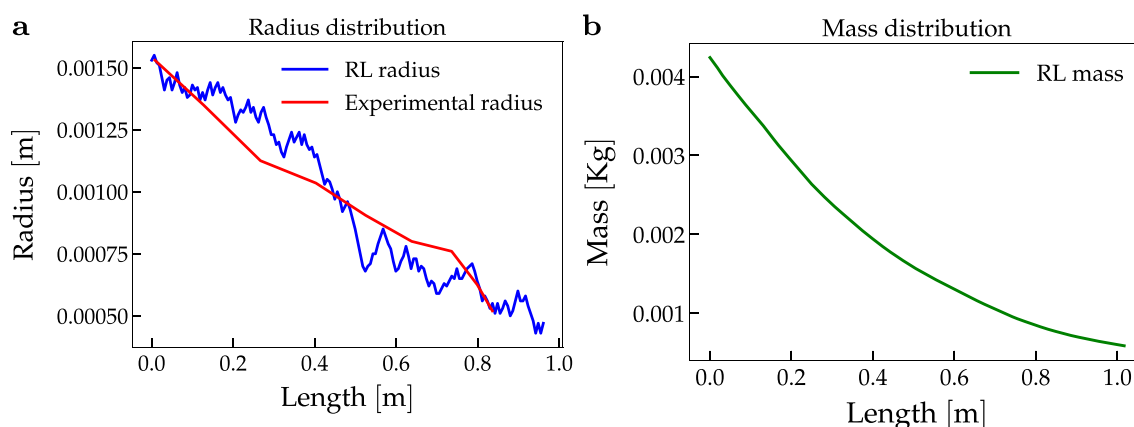 a
Radius distribution
RL radius
Experimental radius
0.00150
0.00125
0.00100
0.00075
0.00050
Radius [m]
0.0 0.2 0.4 0.6 0.8 1.0
Length [m]
b
Mass distribution
RL mass
0.004
0.003
0.002
0.001
Mass [Kg]
0.0 0.2 0.4 0.6 0.8 1.0
Length [m]